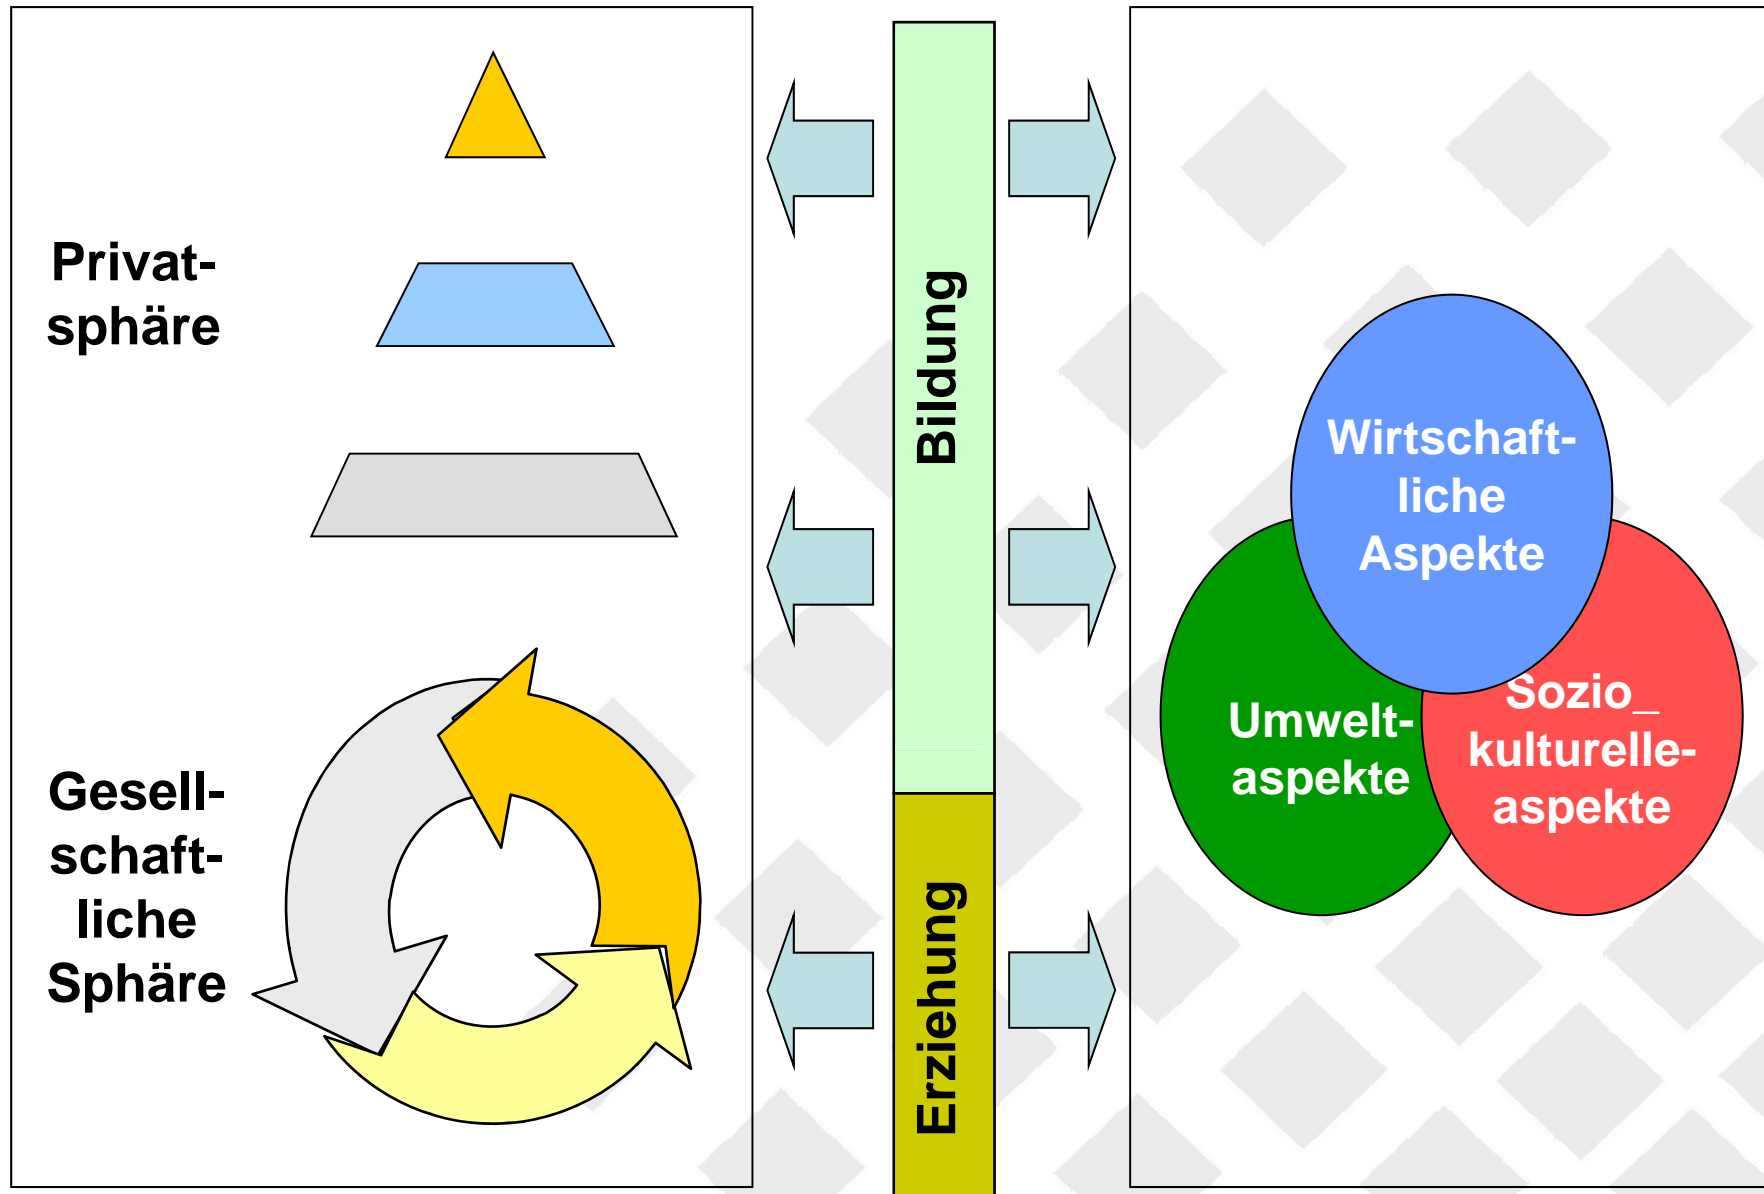 Privat-
sphäre
Gesell-
schaft-
liche
Sphäre
Bildung
Erziehung
Wirtschaft-
liche
Aspekte
Umwelt-
aspekte
Sozio_
kulturelle-
aspekte